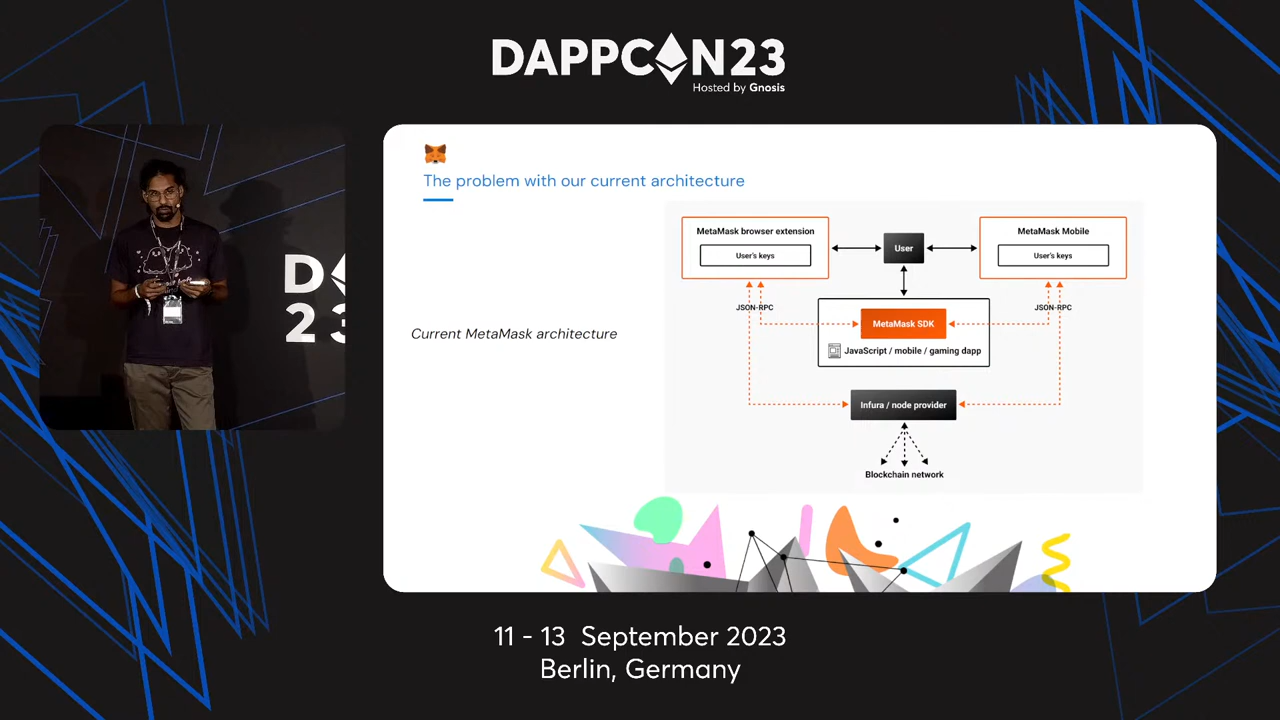 DAPPCON23
Hosted by Gnosis
The problem with our current architecture
MetaMask browser extension
User's keys
User
MetaMask Mobile
User's keys
JSON-RPC
JSON-RPC
MetaMask SDK
JavaScript / mobile / gaming dapp
Current MetaMask architecture
Infura / node provider
Blockchain network
D
23
11 - 13 September 2023
Berlin, Germany